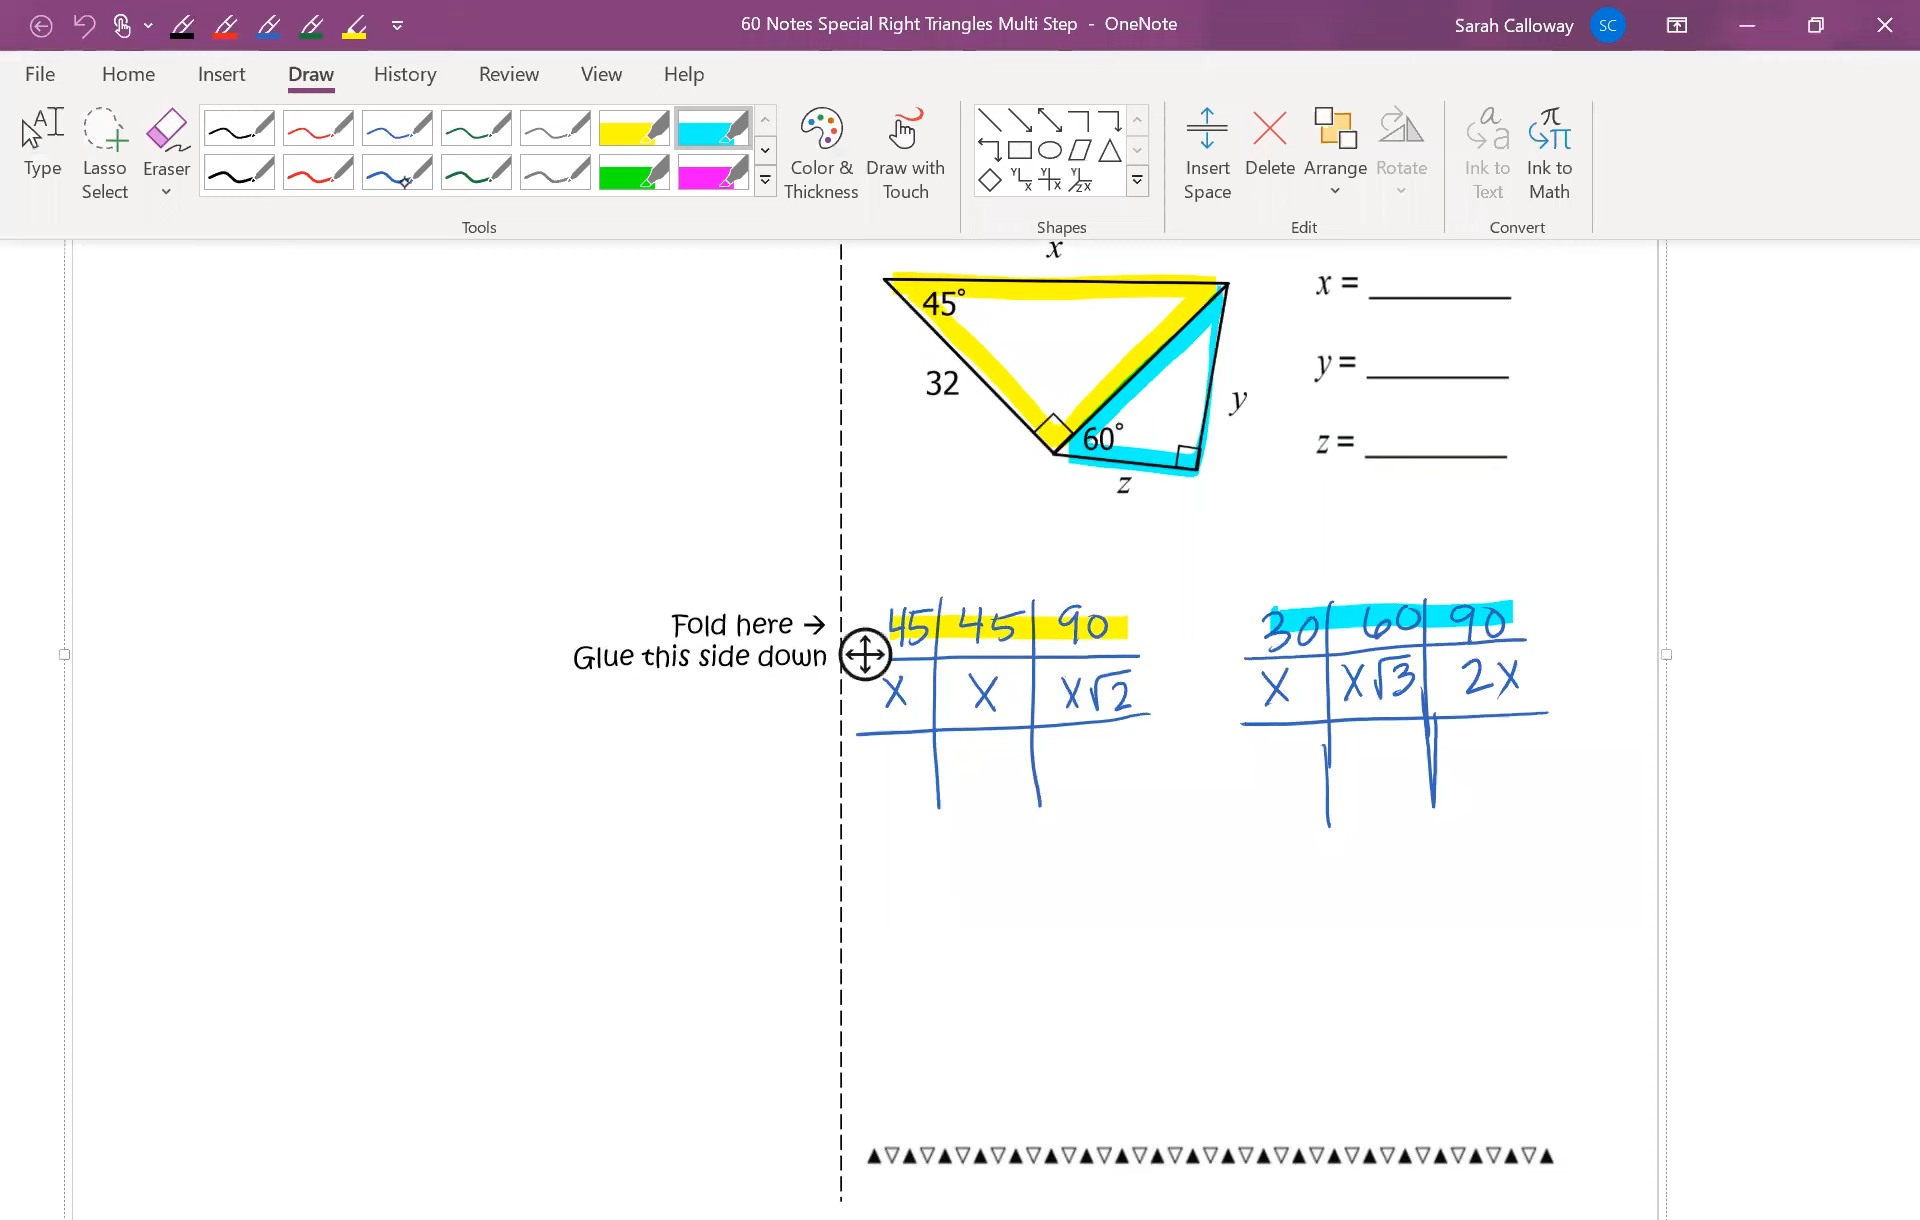 60 Notes Special Right Triangles Multi Step - OneNote
Sarah Calloway
SC
File Home Insert Draw History Review View Help
Type
Lasso Select
Eraser
Color & Thickness
Draw with Touch
Insert Space
Delete
Arrange
Rotate
Ink to Text
Ink to Math
Tools
Shapes
Edit
Convert
x
45°
32
60°
y
z
x = ________
y = ________
z = ________
Fold here →
Glue this side down
45 45 90
x x x√2
30 60 90
x x√3 2x